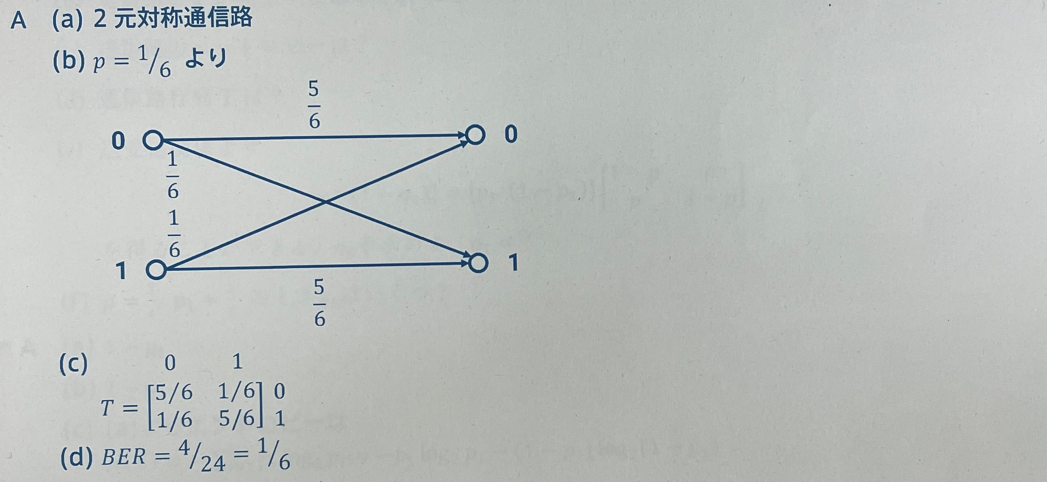 A (a) 2 元対称通信路
(b) p = 1/6 より
5/6
0 0
1/6
1/6
1 1
5/6
(c) 0 1
T = [5/6 1/6] 0
[1/6 5/6] 1
(d) BER = 4/24 = 1/6